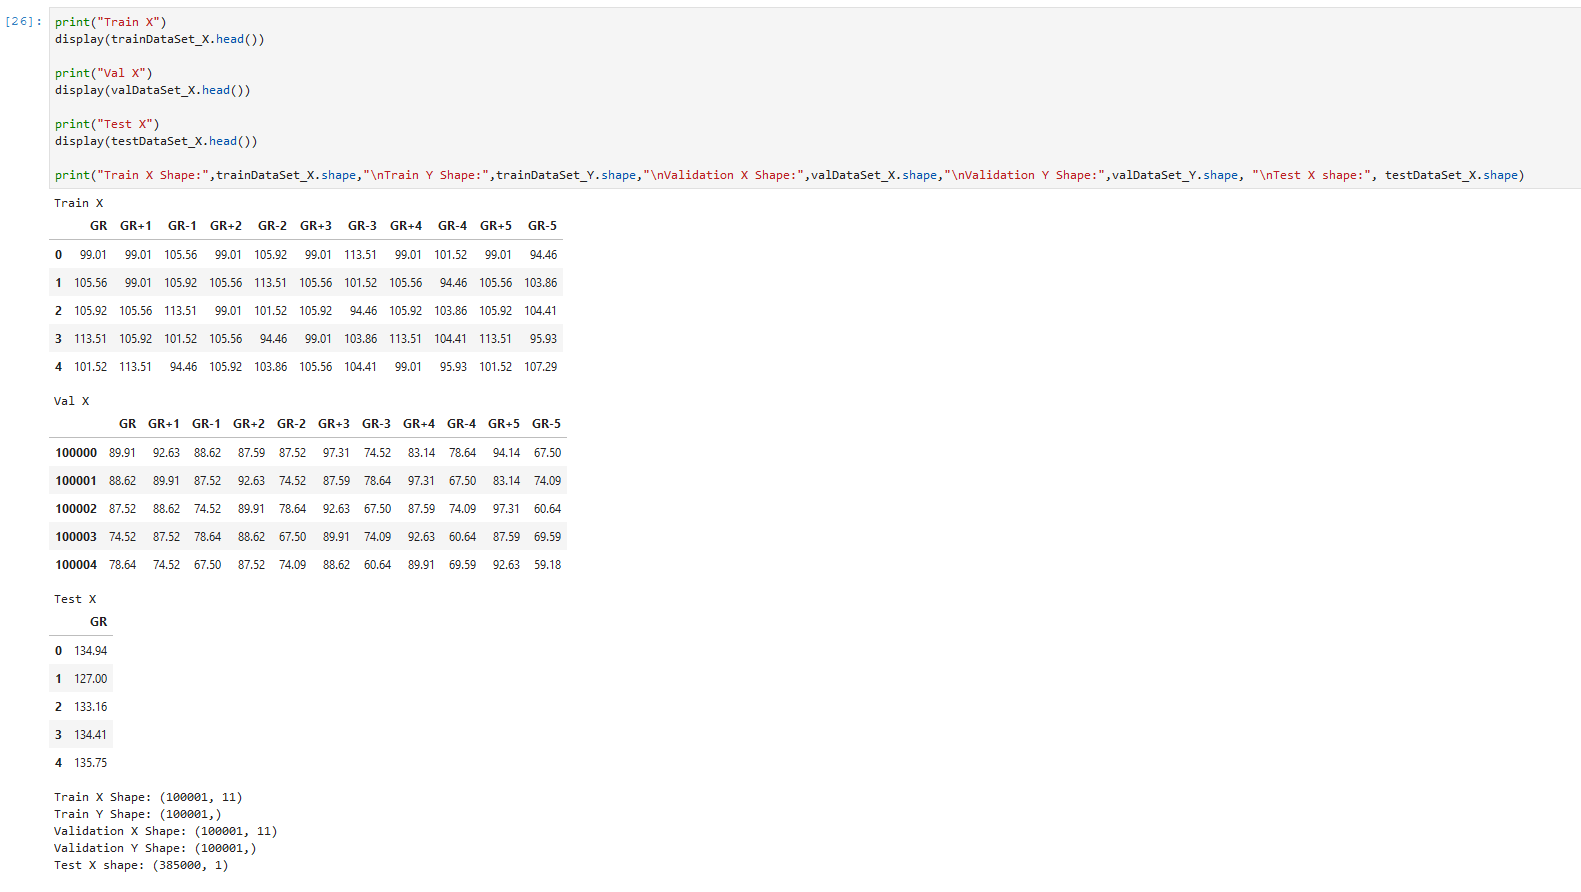 [26]: print("Train X")
display(trainDataSet_X.head())
print("Val X")
display(valDataSet_X.head())
print("Test X")
display(testDataSet_X.head())
print("Train X Shape:",trainDataSet_X.shape,"\nTrain Y Shape:",trainDataSet_Y.shape,"\nValidation X Shape:",valDataSet_X.shape,"\nValidation Y Shape:",valDataSet_Y.shape, "\nTest X shape:", testDataSet_X.shape)
Train X
GR GR+1 GR-1 GR+2 GR-2 GR+3 GR-3 GR+4 GR-4 GR+5 GR-5
0 99.01 99.01 105.56 99.01 105.92 99.01 113.51 99.01 101.52 99.01 94.46
1 105.56 99.01 105.92 105.56 113.51 105.56 101.52 105.56 94.46 105.56 103.86
2 105.92 105.56 113.51 99.01 101.52 105.92 94.46 105.92 103.86 105.92 104.41
3 113.51 105.92 101.52 105.56 94.46 99.01 103.86 113.51 104.41 113.51 95.93
4 101.52 113.51 94.46 105.92 103.86 105.56 104.41 99.01 95.93 101.52 107.29
Val X
GR GR+1 GR-1 GR+2 GR-2 GR+3 GR-3 GR+4 GR-4 GR+5 GR-5
100000 89.91 92.63 88.62 87.59 87.52 97.31 74.52 83.14 78.64 94.14 67.50
100001 88.62 89.91 87.52 92.63 74.52 87.59 78.64 97.31 67.50 83.14 74.09
100002 87.52 88.62 74.52 89.91 78.64 92.63 67.50 87.59 74.09 97.31 60.64
100003 74.52 87.52 78.64 88.62 67.50 89.91 74.09 92.63 60.64 87.59 69.59
100004 78.64 74.52 67.50 87.52 74.09 88.62 60.64 89.91 69.59 92.63 59.18
Test X
GR
0 134.94
1 127.00
2 133.16
3 134.41
4 135.75
Train X Shape: (100001, 11)
Train Y Shape: (100001,)
Validation X Shape: (100001, 11)
Validation Y Shape: (100001,)
Test X shape: (385000, 1)